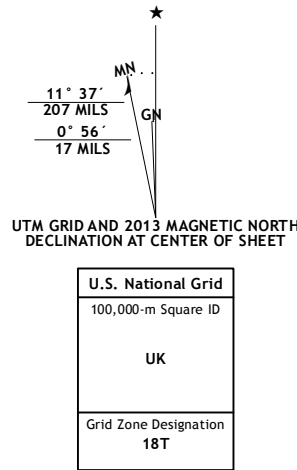 ★
MN
GN
11° 37´
207 MILS
0° 56´
17 MILS
UTM GRID AND 2013 MAGNETIC NORTH
DECLINATION AT CENTER OF SHEET
U.S. National Grid
100,000-m Square ID
UK
Grid Zone Designation
18T